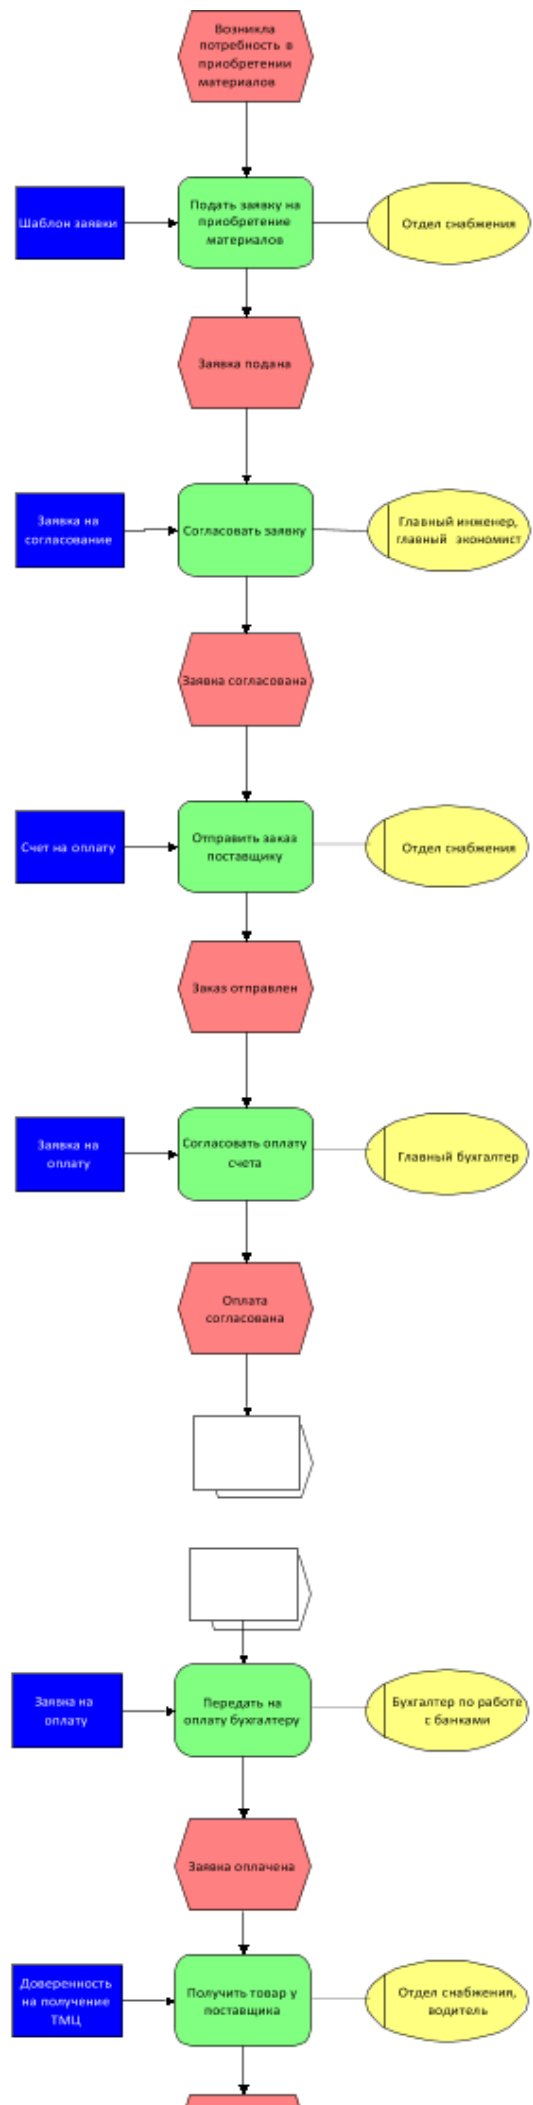 Возникла
потребность в
приобретении
материалов
Шаблон заявки
Подать заявку на
приобретение
материалов
Отдел снабжения
Заявка подана
Заявка на
согласование
Согласовать заявку
Главный инженер,
главный экономист
Заявка согласована
Счет на оплату
Отправить заказ
поставщику
Отдел снабжения
Заказ отправлен
Заявка на
оплату
Согласовать оплату
счета
Главный бухгалтер
Оплата
согласована
Заявка на
оплату
Передать на
оплату бухгалтеру
Бухгалтер по работе
с банками
Заявка оплачена
Доверенность
на получение
ТМЦ
Получить товар у
поставщика
Отдел снабжения,
водитель